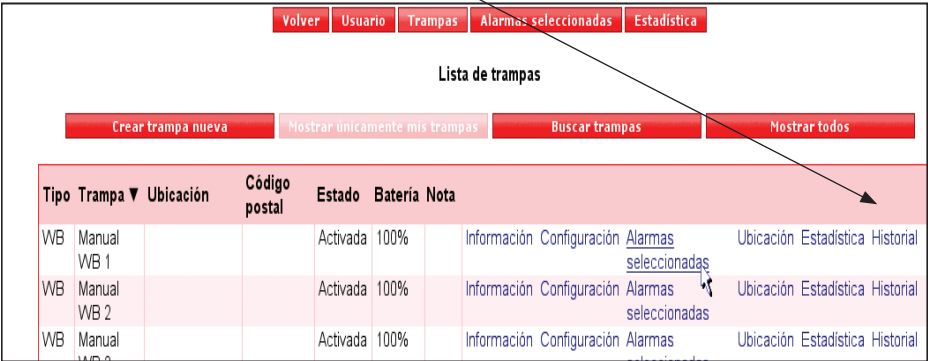 Volver Usuario Trampas Alarmas seleccionadas Estadística
Lista de trampas
Crear trampa nueva Mostrar únicamente mis trampas Buscar trampas Mostrar todos
Tipo Trampa ▼ Ubicación Código postal Estado Batería Nota
WB Manual WB 1 Activada 100% Información Configuración Alarmas seleccionadas Ubicación Estadística Historial
WB Manual WB 2 Activada 100% Información Configuración Alarmas seleccionadas Ubicación Estadística Historial
WB Manual Activada 100% Información Configuración Alarmas Ubicación Estadística Historial